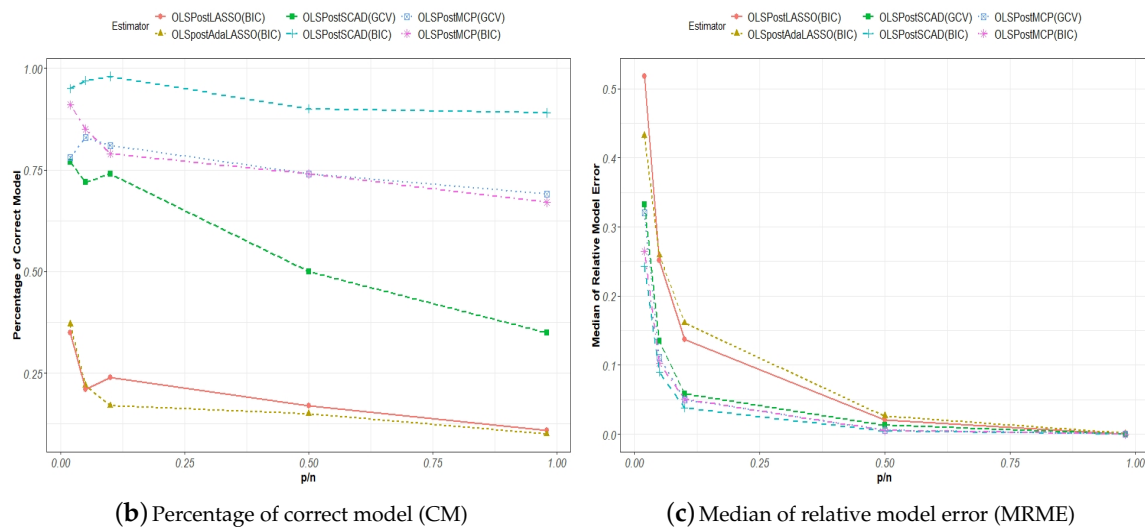 Estimator
OLSPostLASSO(BIC) OLSPostSCAD(GCV) OLSPostMCP(GCV)
OLSpostAdaLASSO(BIC) OLSPostSCAD(BIC) OLSPostMCP(BIC)
Percentage of Correct Model
1.00
0.75
0.50
0.25
0.00 0.25 0.50 0.75 1.00
p/n
(b) Percentage of correct model (CM)
Estimator
OLSPostLASSO(BIC) OLSPostSCAD(GCV) OLSPostMCP(GCV)
OLSpostAdaLASSO(BIC) OLSPostSCAD(BIC) OLSPostMCP(BIC)
Median of Relative Model Error
0.5
0.4
0.3
0.2
0.1
0.0
0.00 0.25 0.50 0.75 1.00
p/n
(c) Median of relative model error (MRME)